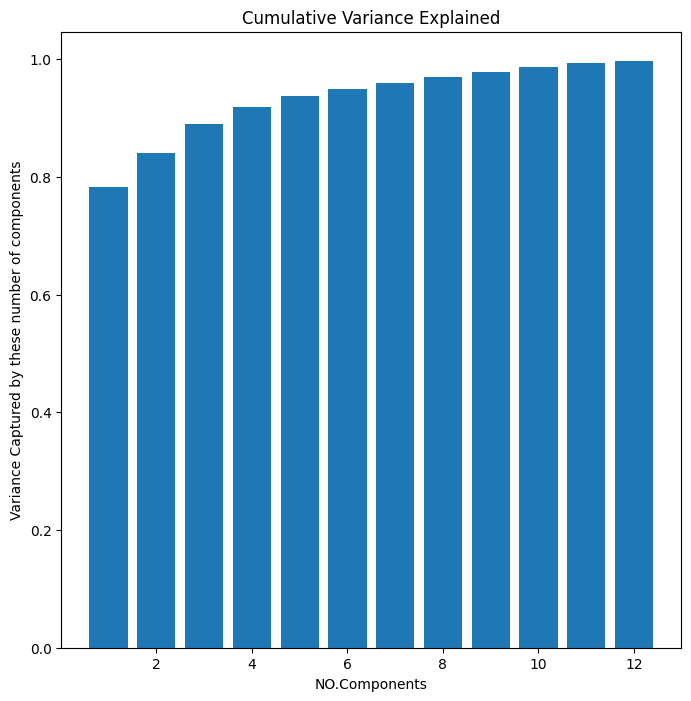 Cumulative Variance Explained
Variance Captured by these number of components
1.0
0.8
0.6
0.4
0.2
0.0
2 4 6 8 10 12
NO.Components